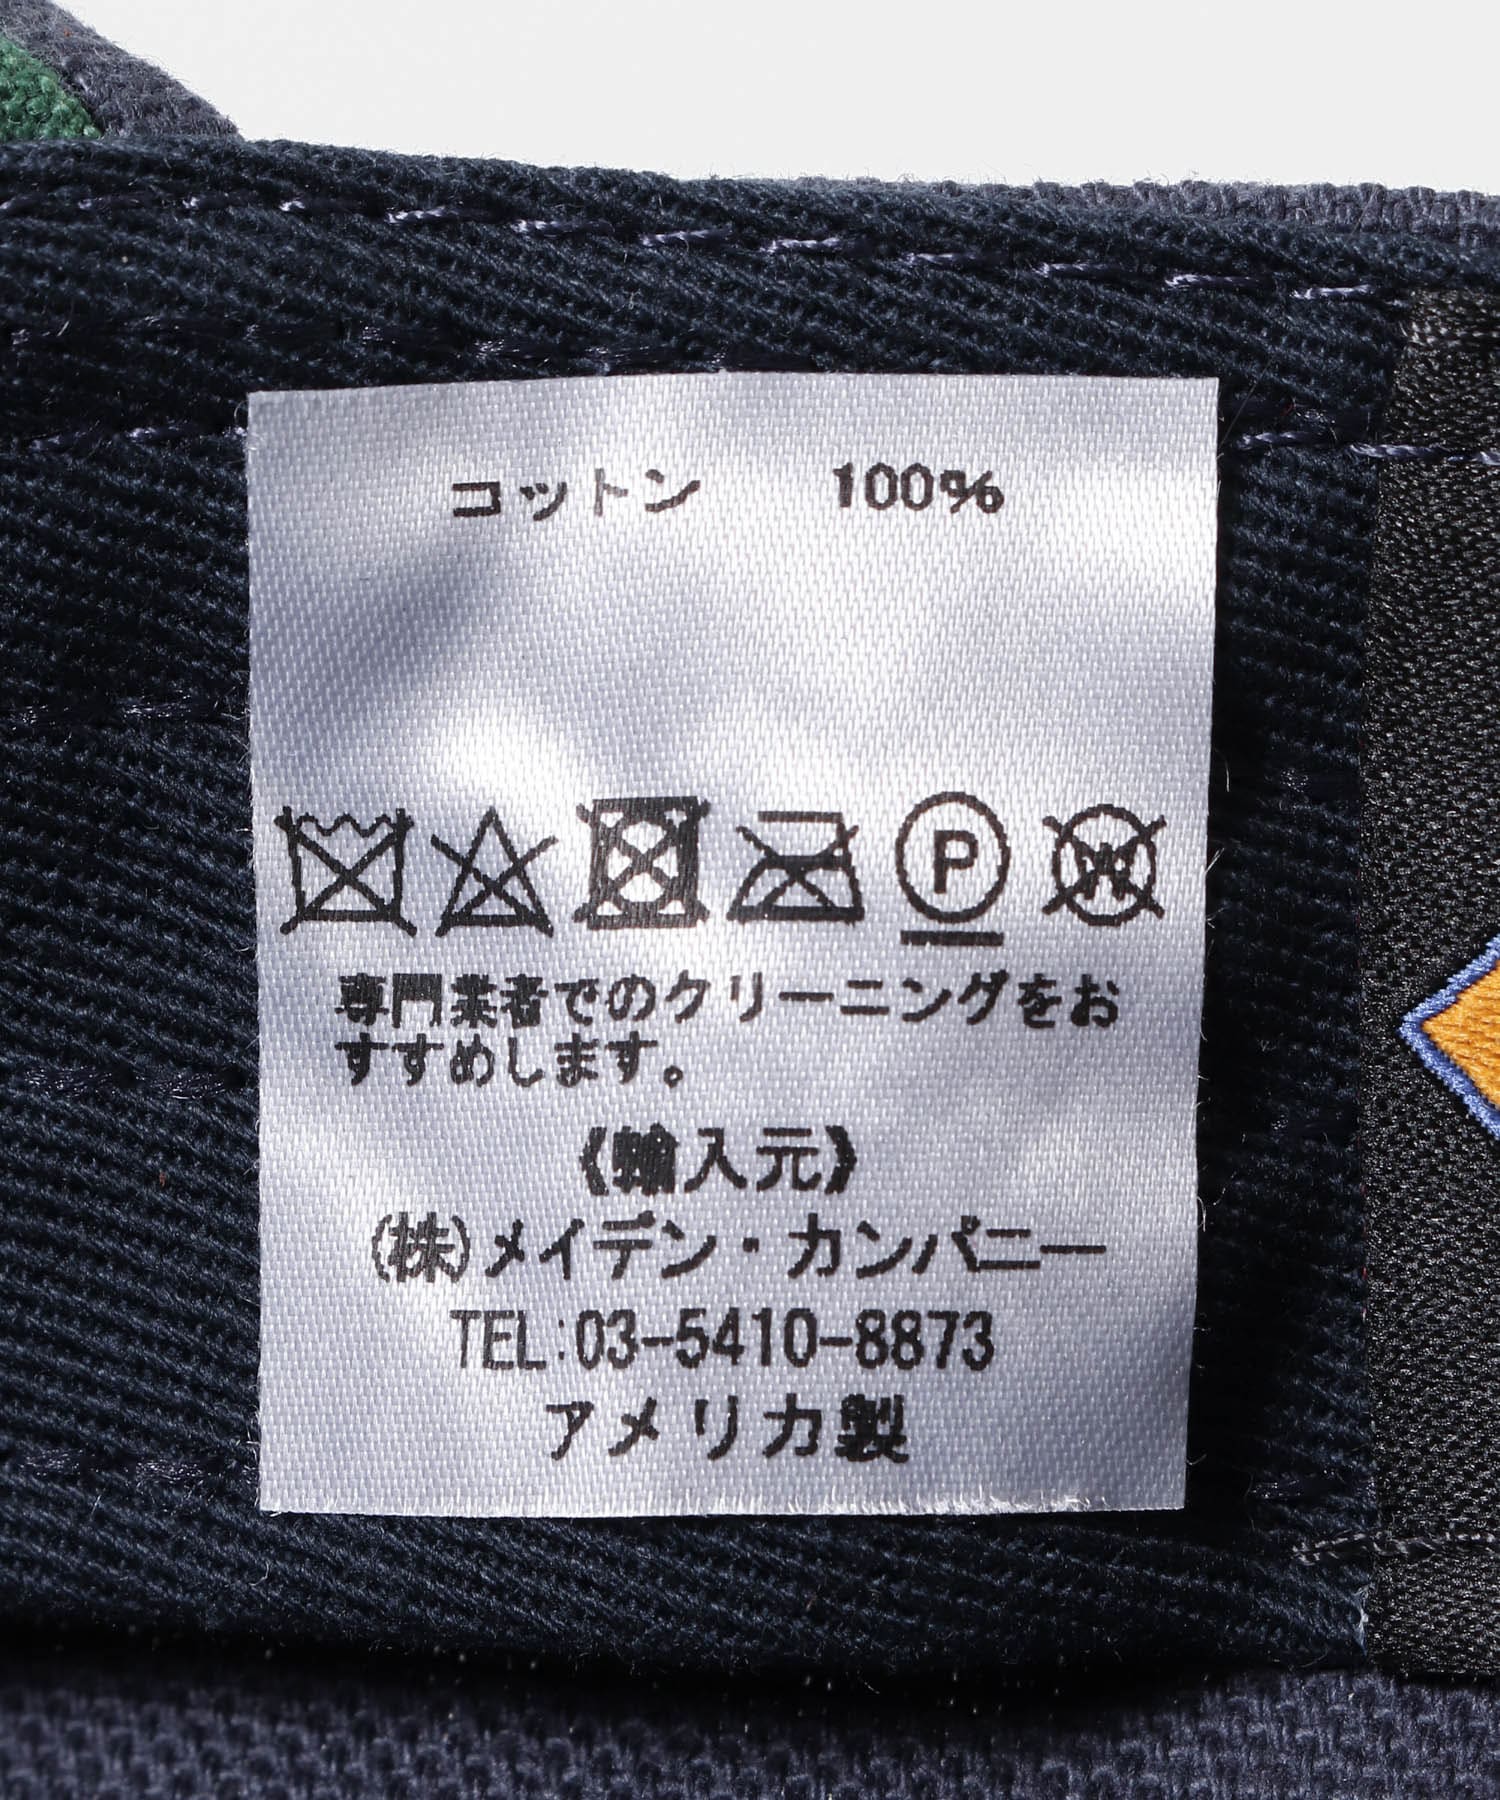 コットン 100%
P W
専門業者でのクリーニングをお
すすめします。
《輸入元》
(株)メイデン・カンパニー
TEL:03-5410-8873
アメリカ製